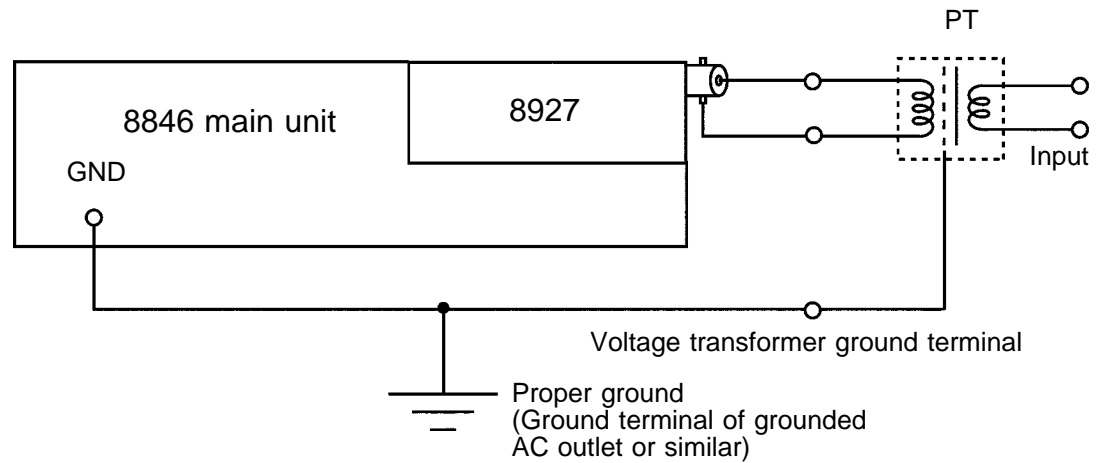 PT
8846 main unit
8927
GND
Input
Voltage transformer ground terminal
Proper ground
(Ground terminal of grounded
AC outlet or similar)